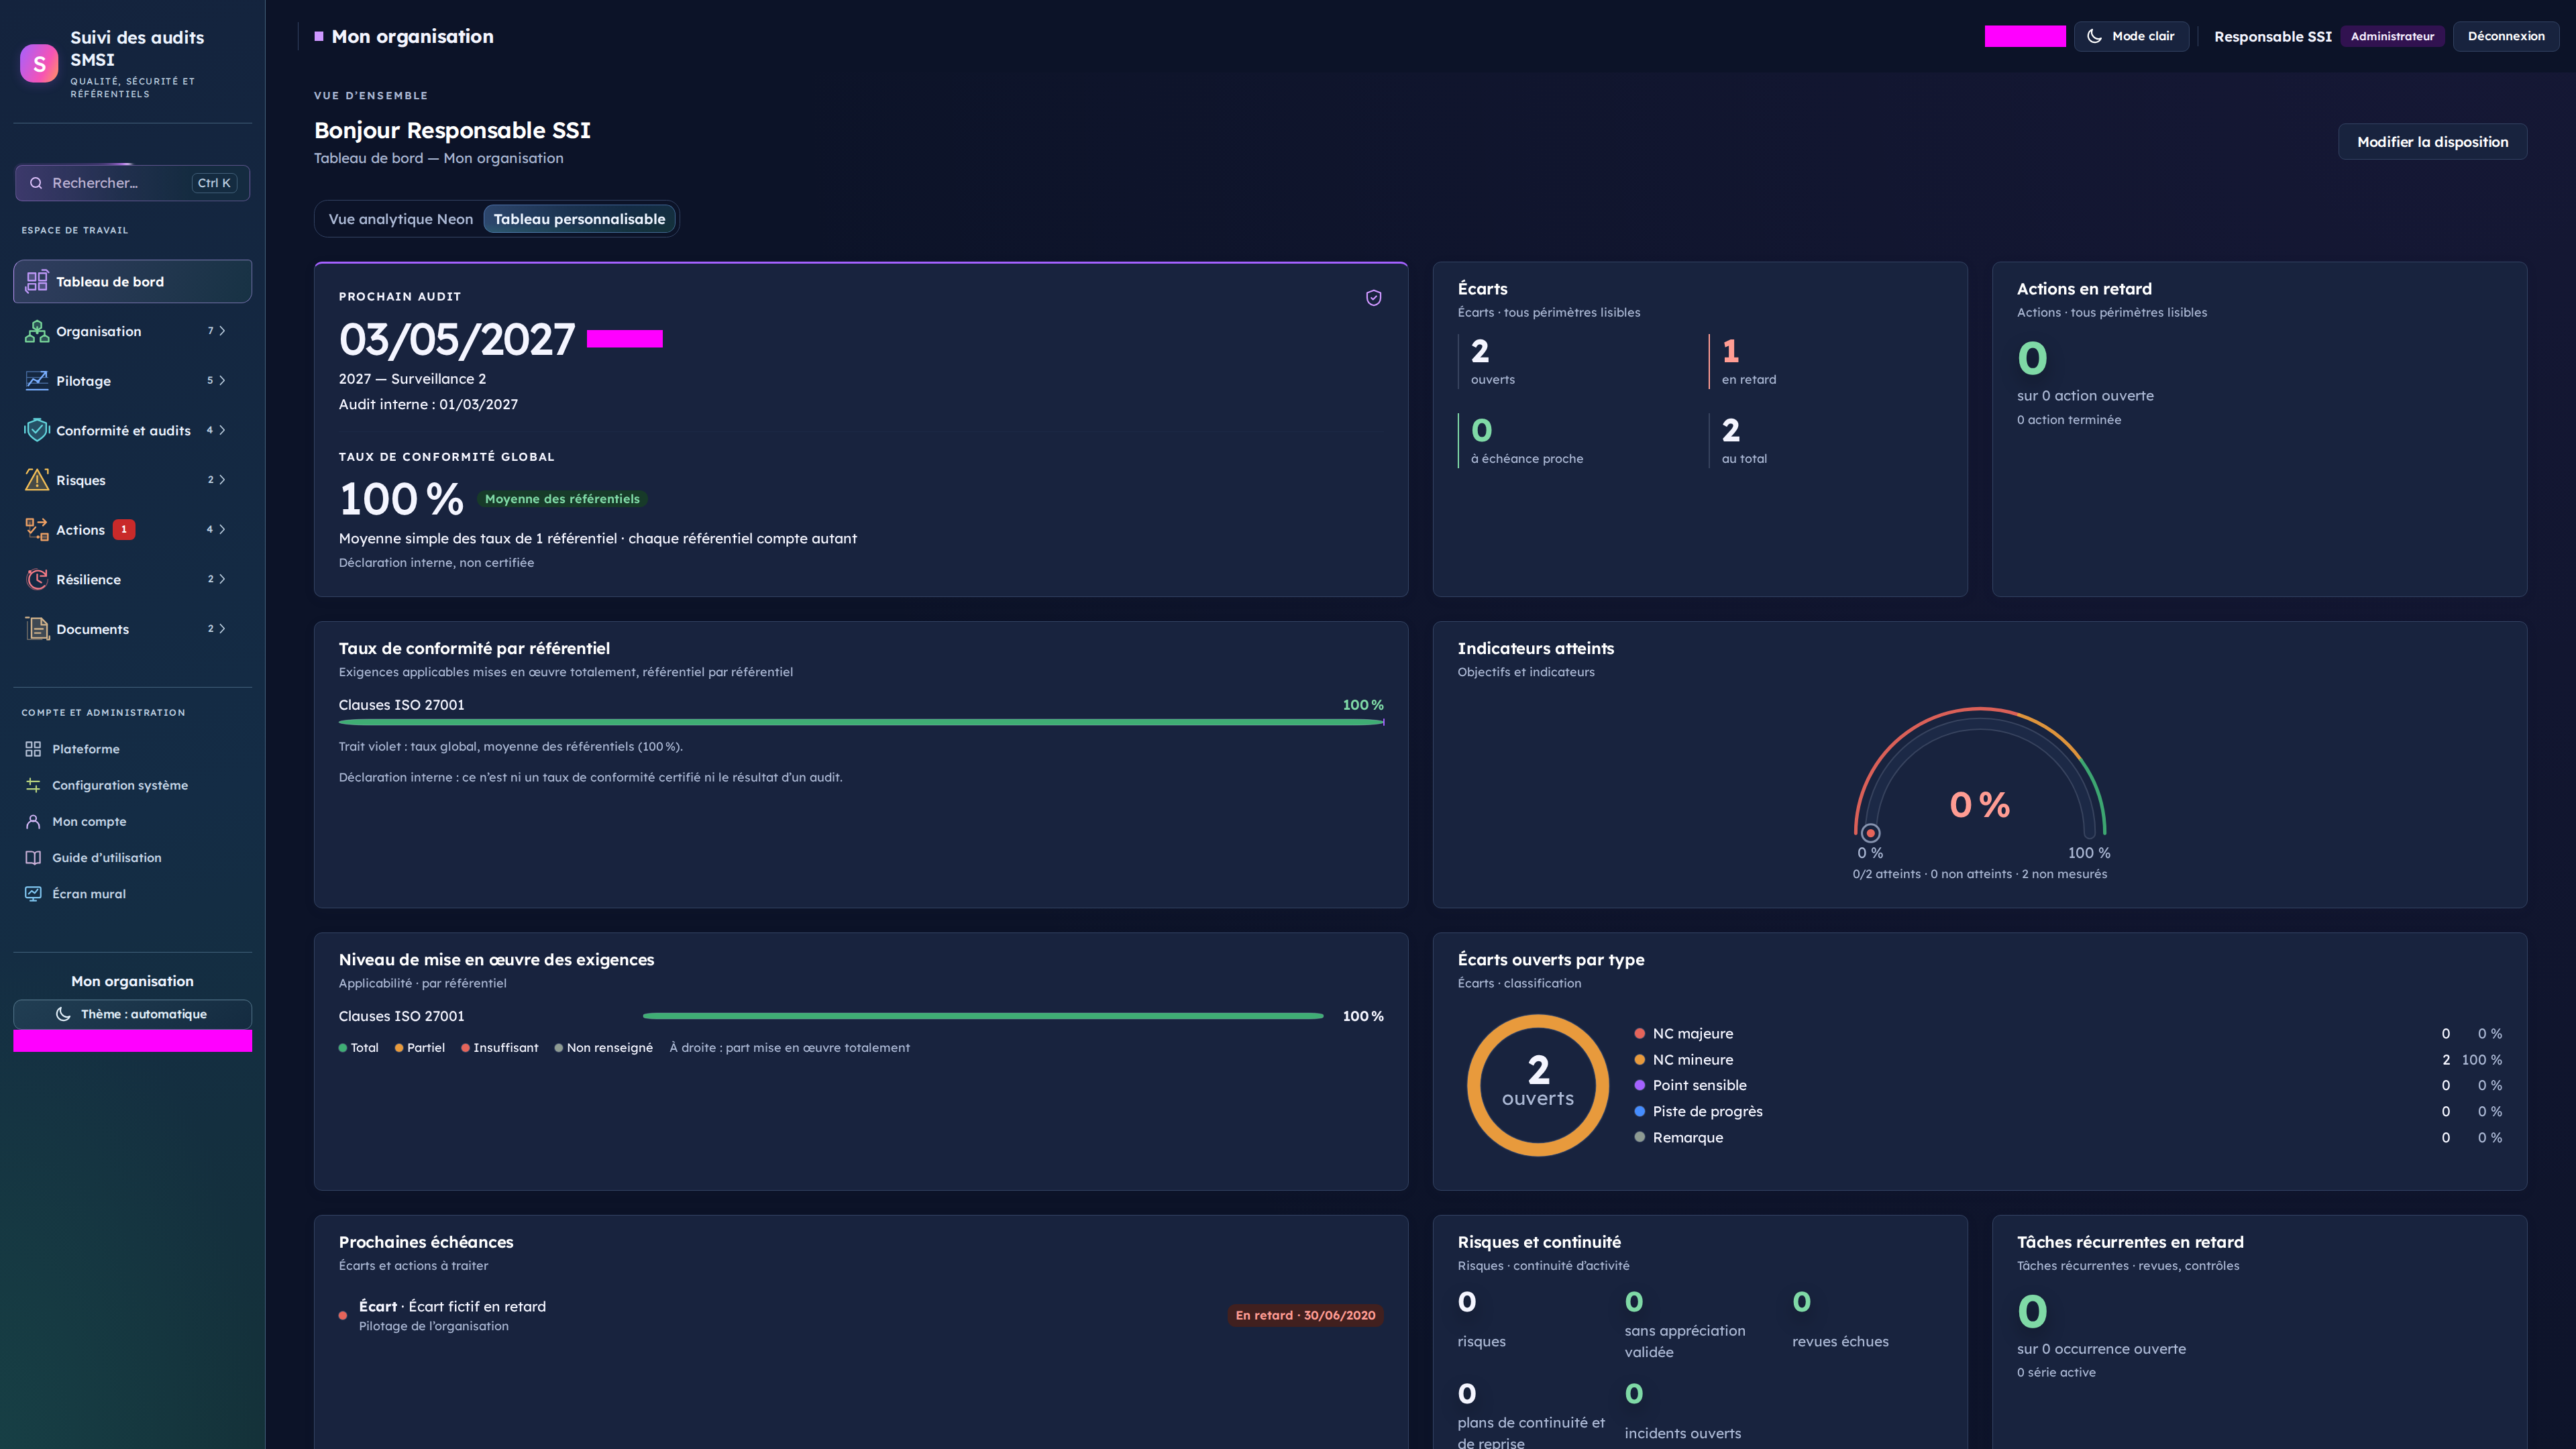 S
Suivi des audits
SMSI
QUALITÉ, SÉCURITÉ ET
RÉFÉRENTIELS
Rechercher…
Ctrl K
ESPACE DE TRAVAIL
Tableau de bord
Organisation 7
Pilotage 5
Conformité et audits 4
Risques 2
Actions 1 4
Résilience 2
Documents 2
COMPTE ET ADMINISTRATION
Plateforme
Configuration système
Mon compte
Guide d’utilisation
Écran mural
Mon organisation
Thème : automatique
Mon organisation
Mode clair
Responsable SSI
Administrateur
Déconnexion
VUE D’ENSEMBLE
Bonjour Responsable SSI
Tableau de bord — Mon organisation
Modifier la disposition
Vue analytique Neon
Tableau personnalisable
PROCHAIN AUDIT
03/05/2027
2027 — Surveillance 2
Audit interne : 01/03/2027
TAUX DE CONFORMITÉ GLOBAL
100 % Moyenne des référentiels
Moyenne simple des taux de 1 référentiel · chaque référentiel compte autant
Déclaration interne, non certifiée
Écarts
Écarts · tous périmètres lisibles
2
ouverts
1
en retard
0
à échéance proche
2
au total
Actions en retard
Actions · tous périmètres lisibles
0
sur 0 action ouverte
0 action terminée
Taux de conformité par référentiel
Exigences applicables mises en œuvre totalement, référentiel par référentiel
Clauses ISO 27001 100 %
Trait violet : taux global, moyenne des référentiels (100 %).
Déclaration interne : ce n’est ni un taux de conformité certifié ni le résultat d’un audit.
Indicateurs atteints
Objectifs et indicateurs
0 %
0 % 100 %
0/2 atteints · 0 non atteints · 2 non mesurés
Niveau de mise en œuvre des exigences
Applicabilité · par référentiel
Clauses ISO 27001 100 %
Total Partiel Insuffisant Non renseigné À droite : part mise en œuvre totalement
Écarts ouverts par type
Écarts · classification
2
ouverts
NC majeure 0 0 %
NC mineure 2 100 %
Point sensible 0 0 %
Piste de progrès 0 0 %
Remarque 0 0 %
Prochaines échéances
Écarts et actions à traiter
Écart · Écart fictif en retard
Pilotage de l’organisation
En retard · 30/06/2020
Risques et continuité
Risques · continuité d’activité
0
risques
0
sans appréciation
validée
0
revues échues
0
plans de continuité et
de reprise
0
incidents ouverts
Tâches récurrentes en retard
Tâches récurrentes · revues, contrôles
0
sur 0 occurrence ouverte
0 série active